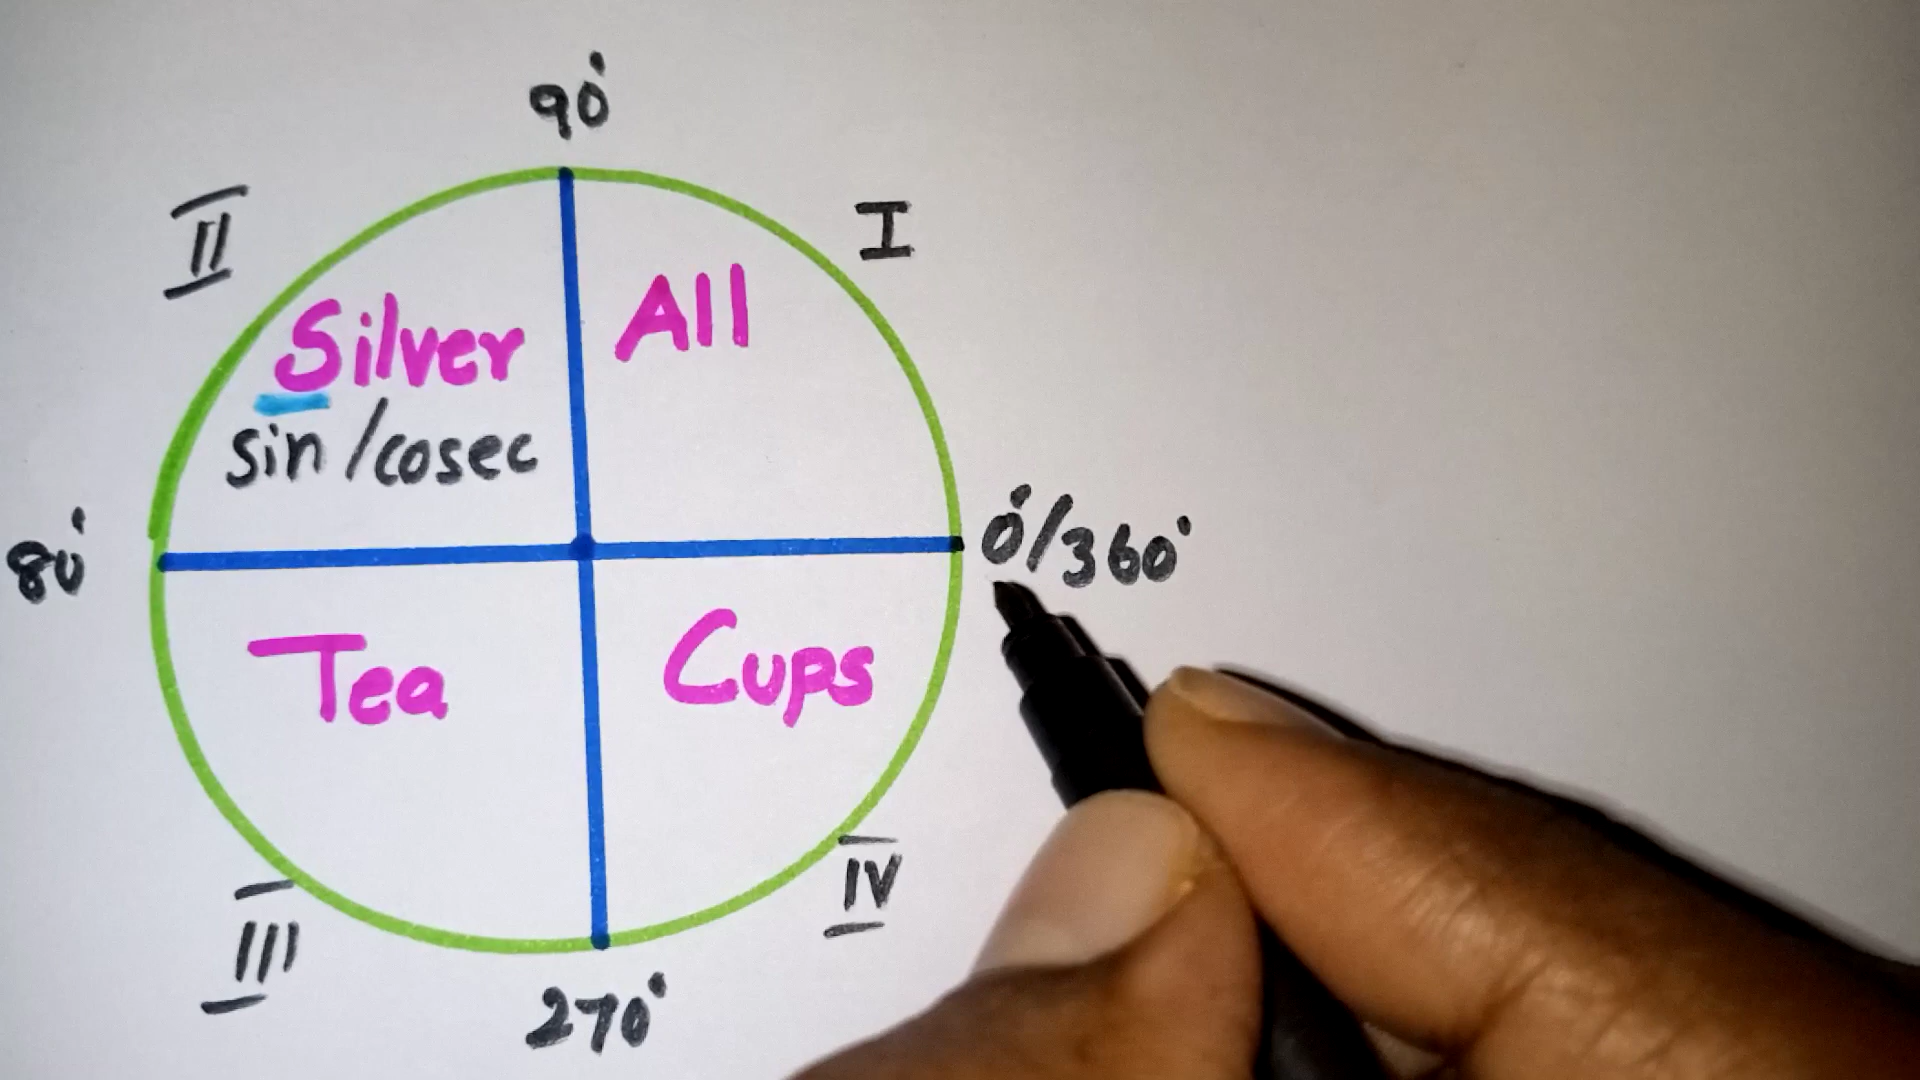 90°
II
I
Silver
All
sin/cosec
80°
0°/360°
Tea
Cups
III
IV
270°